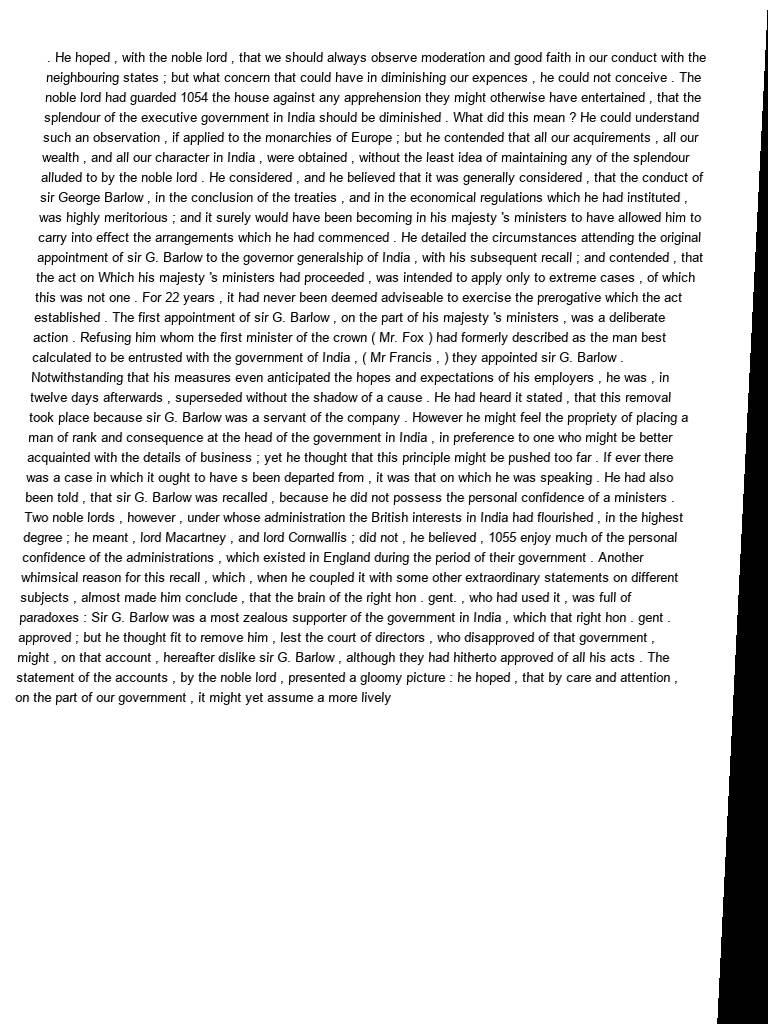 . He hoped , with the noble lord , that we should always observe moderation and good faith in our conduct with the
neighbouring states ; but what concern that could have in diminishing our expences , he could not conceive . The
noble lord had guarded 1054 the house against any apprehension they might otherwise have entertained , that the
splendour of the executive government in India should be diminished . What did this mean ? He could understand
such an observation , if applied to the monarchies of Europe ; but he contended that all our acquirements , all our
wealth , and all our character in India , were obtained , without the least idea of maintaining any of the splendour
alluded to by the noble lord . He considered , and he believed that it was generally considered , that the conduct of
sir George Barlow , in the conclusion of the treaties , and in the economical regulations which he had instituted ,
was highly meritorious ; and it surely would have been becoming in his majesty 's ministers to have allowed him to
carry into effect the arrangements which he had commenced . He detailed the circumstances attending the original
appointment of sir G. Barlow to the governor generalship of India , with his subsequent recall ; and contended , that
the act on Which his majesty 's ministers had proceeded , was intended to apply only to extreme cases , of which
this was not one . For 22 years , it had never been deemed adviseable to exercise the prerogative which the act
established . The first appointment of sir G. Barlow , on the part of his majesty 's ministers , was a deliberate
action . Refusing him whom the first minister of the crown ( Mr. Fox ) had formerly described as the man best
calculated to be entrusted with the government of India , ( Mr Francis , ) they appointed sir G. Barlow .
Notwithstanding that his measures even anticipated the hopes and expectations of his employers , he was , in
twelve days afterwards , superseded without the shadow of a cause . He had heard it stated , that this removal
took place because sir G. Barlow was a servant of the company . However he might feel the propriety of placing a
man of rank and consequence at the head of the government in India , in preference to one who might be better
acquainted with the details of business ; yet he thought that this principle might be pushed too far . If ever there
was a case in which it ought to have s been departed from , it was that on which he was speaking . He had also
been told , that sir G. Barlow was recalled , because he did not possess the personal confidence of a ministers .
Two noble lords , however , under whose administration the British interests in India had flourished , in the highest
degree ; he meant , lord Macartney , and lord Cornwallis ; did not , he believed , 1055 enjoy much of the personal
confidence of the administrations , which existed in England during the period of their government . Another
whimsical reason for this recall , which , when he coupled it with some other extraordinary statements on different
subjects , almost made him conclude , that the brain of the right hon . gent. , who had used it , was full of
paradoxes : Sir G. Barlow was a most zealous supporter of the government in India , which that right hon . gent .
approved ; but he thought fit to remove him , lest the court of directors , who disapproved of that government ,
might , on that account , hereafter dislike sir G. Barlow , although they had hitherto approved of all his acts . The
statement of the accounts , by the noble lord , presented a gloomy picture : he hoped , that by care and attention ,
on the part of our government , it might yet assume a more lively